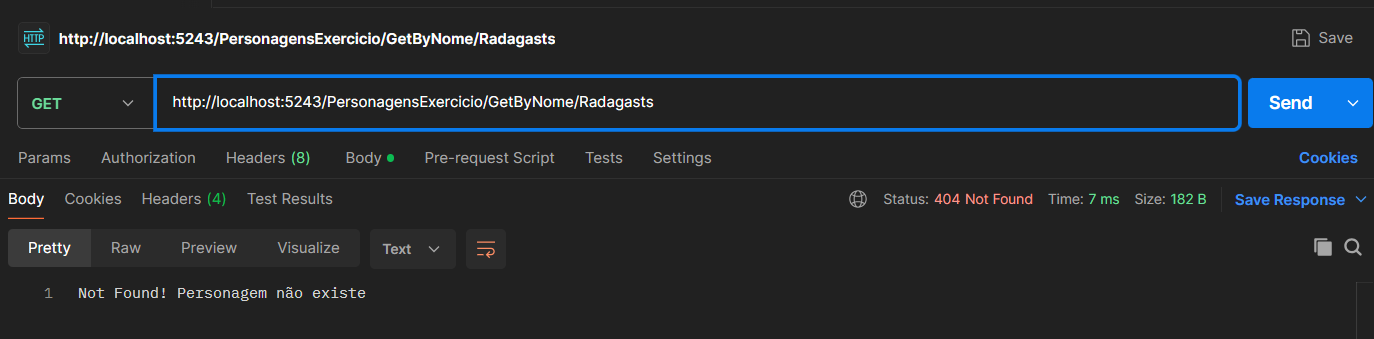 HTTP http://localhost:5243/PersonagensExercicio/GetByNome/Radagasts Save
GET http://localhost:5243/PersonagensExercicio/GetByNome/Radagasts Send
Params Authorization Headers (8) Body Pre-request Script Tests Settings Cookies
Body Cookies Headers (4) Test Results Status: 404 Not Found Time: 7 ms Size: 182 B Save Response
Pretty Raw Preview Visualize Text
1 Not Found! Personagem não existe